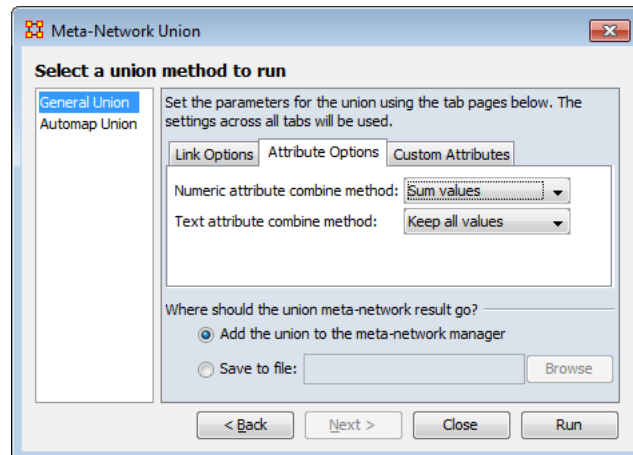 Meta-Network Union
Select a union method to run
General Union
Automap Union
Set the parameters for the union using the tab pages below. The
settings across all tabs will be used.
Link Options Attribute Options Custom Attributes
Numeric attribute combine method: Sum values
Text attribute combine method: Keep all values
Where should the union meta-network result go?
Add the union to the meta-network manager
Save to file: Browse
< Back Next > Close Run